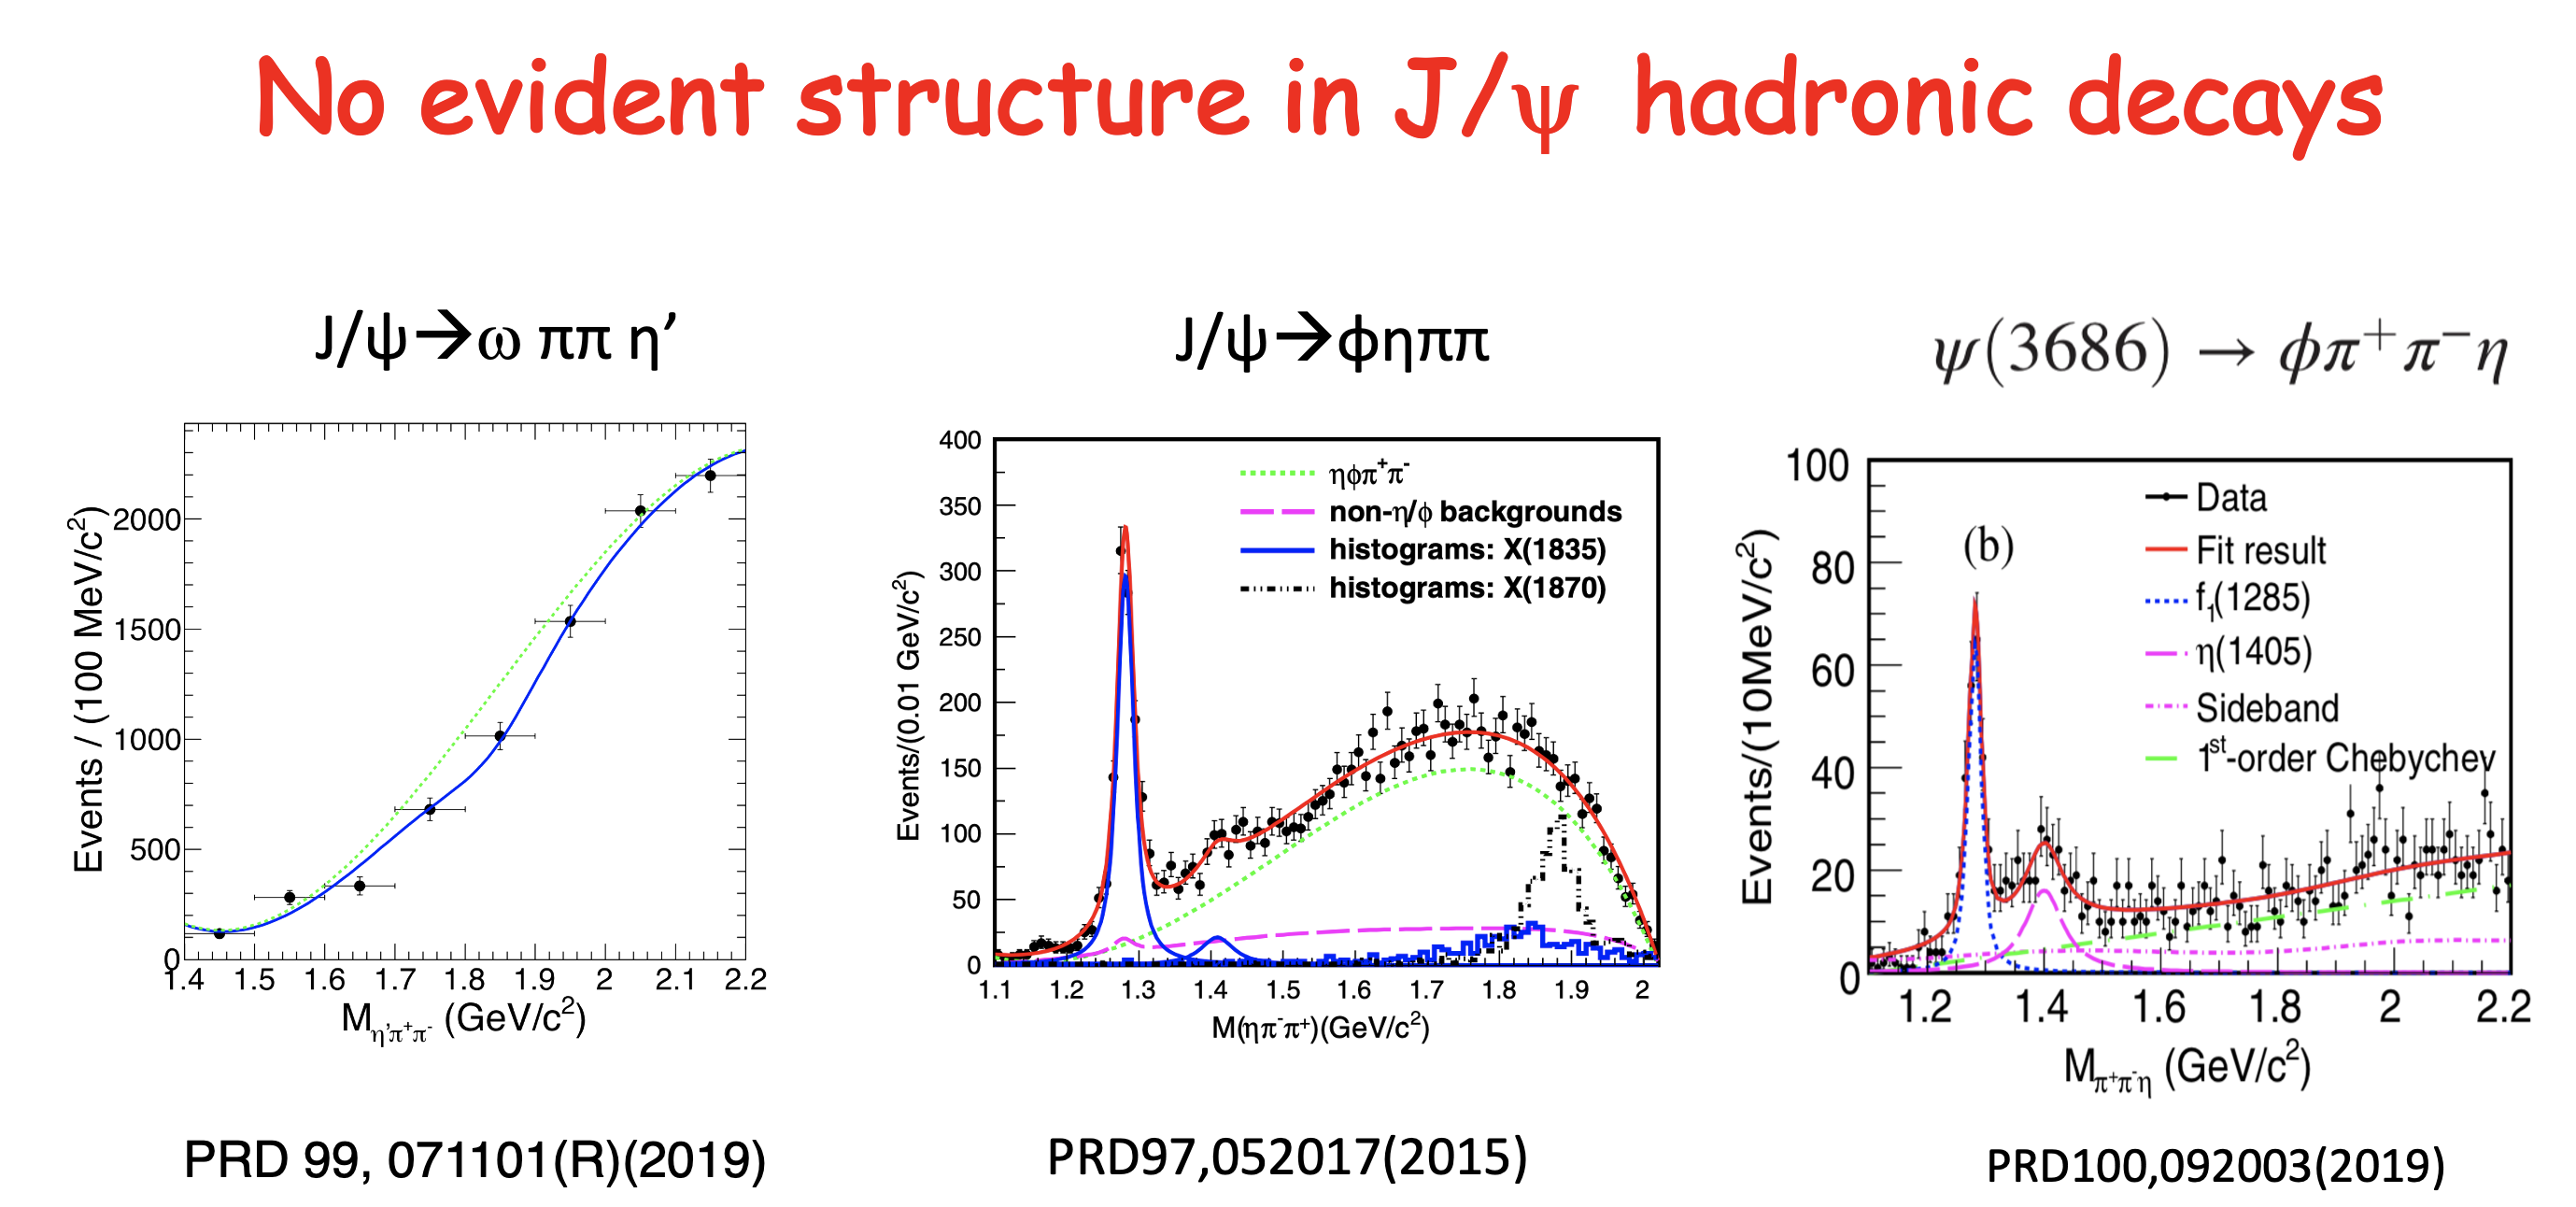 No evident structure in J/ψ hadronic decays
J/ψ→ω ππ η’
J/ψ→ϕηππ
ψ(3686) → ϕπ⁺π⁻η
Events / (100 MeV/c²)
2000
1500
1000
500
0
1.4 1.5 1.6 1.7 1.8 1.9 2 2.1 2.2
M_η'π⁺π⁻ (GeV/c²)
PRD 99, 071101(R)(2019)
Events/(0.01 GeV/c²)
400
350
300
250
200
150
100
50
0
ηϕπ⁺π⁻
non-η/ϕ backgrounds
histograms: X(1835)
histograms: X(1870)
1.1 1.2 1.3 1.4 1.5 1.6 1.7 1.8 1.9 2
M(ηπ⁻π⁺)(GeV/c²)
PRD97,052017(2015)
Events/(10MeV/c²)
100
80
60
40
20
0
(b)
Data
Fit result
f₁(1285)
η(1405)
Sideband
1ˢᵗ-order Chebychev
1.2 1.4 1.6 1.8 2 2.2
M_π⁺π⁻η (GeV/c²)
PRD100,092003(2019)